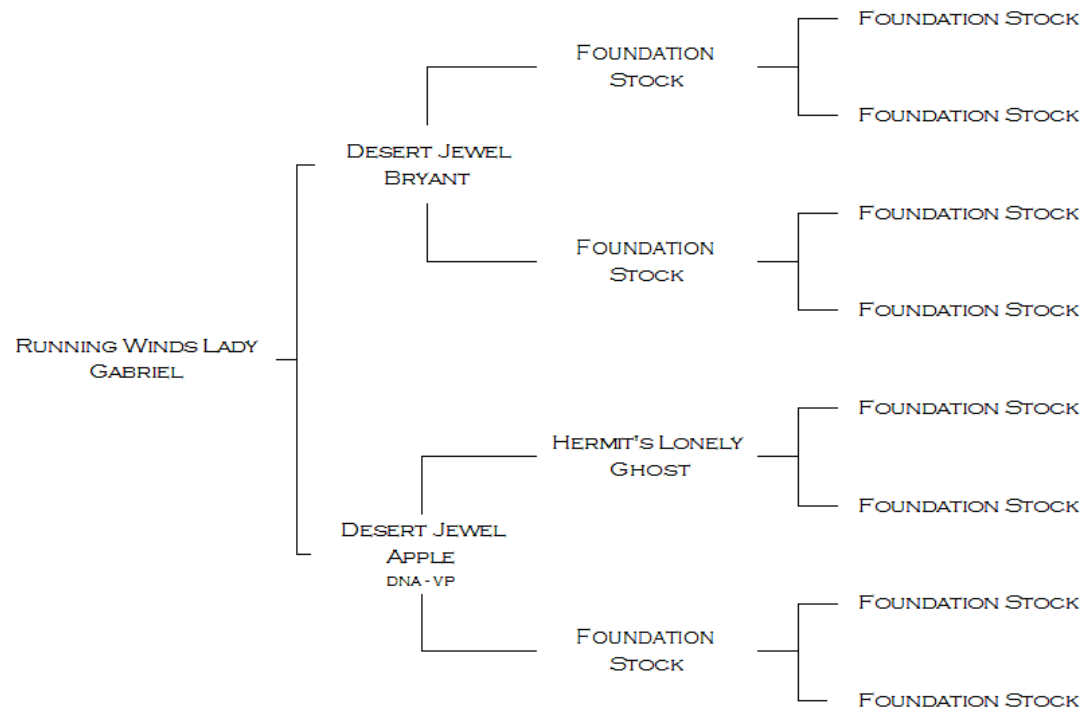 Foundation Stock
Foundation
Stock
Foundation Stock
Desert Jewel
Bryant
Foundation Stock
Foundation
Stock
Foundation Stock
Running Winds Lady
Gabriel
Foundation Stock
Hermit's Lonely
Ghost
Foundation Stock
Desert Jewel
Apple
DNA - VP
Foundation Stock
Foundation
Stock
Foundation Stock